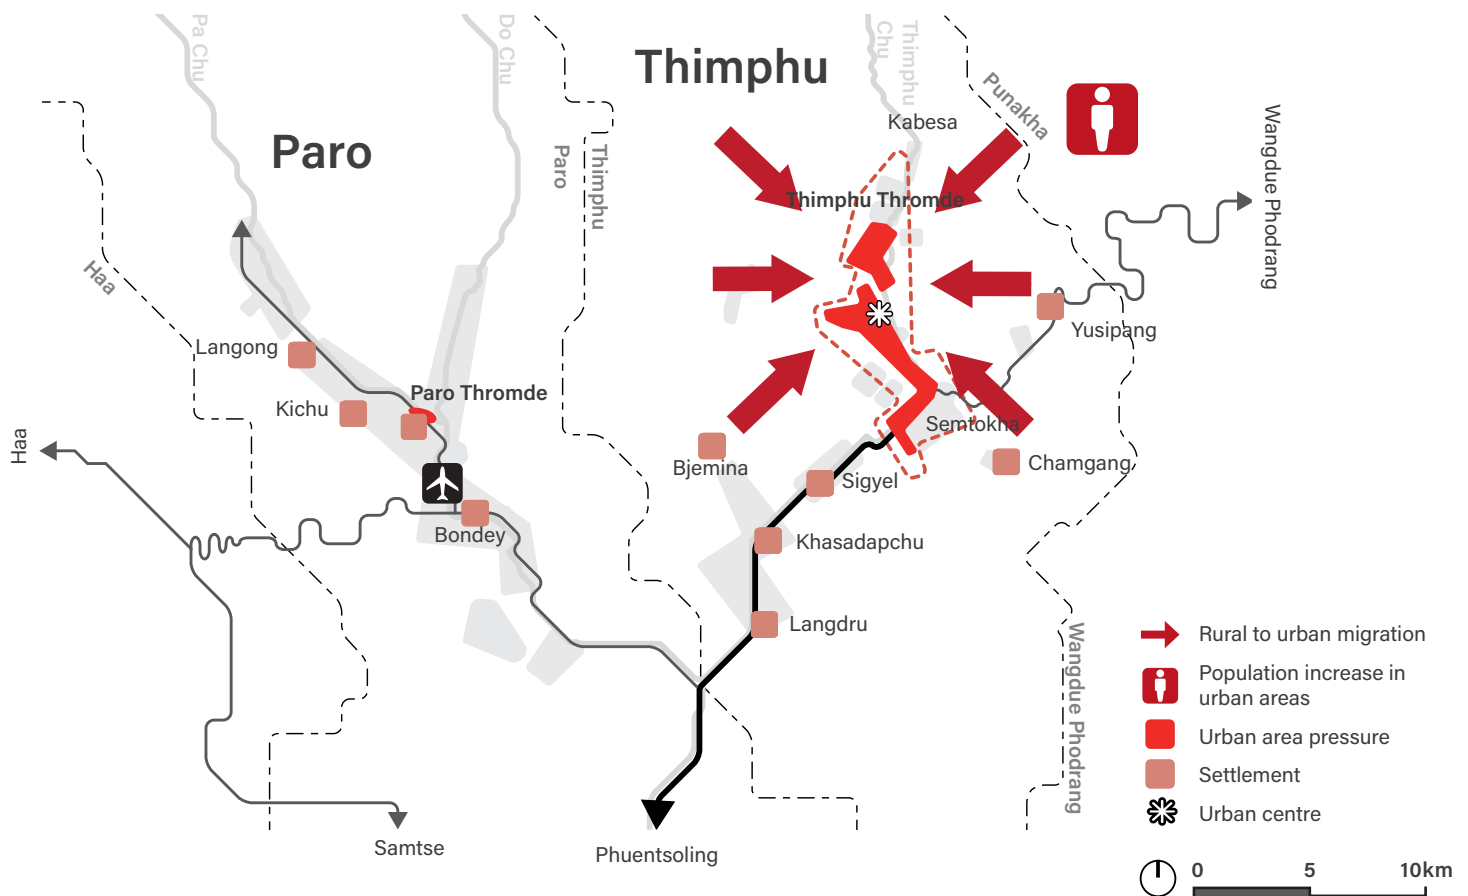 Pa Chu
Do Chu
Thimphu
Thimphu
Chu
Punakha
Kabesa
Wangdue Phodrang
Paro
Paro
Thimphu
Thimphu Thromde
Haa
Langong
Yusipang
Kichu
Paro Thromde
Semtokha
Haa
Bjemina
Sigyel
Chamgang
Bondey
Khasadapchu
Langdru
Wangdue Phodrang
Samtse
Phuentsoling
Rural to urban migration
Population increase in
urban areas
Urban area pressure
Settlement
Urban centre
0 5 10km